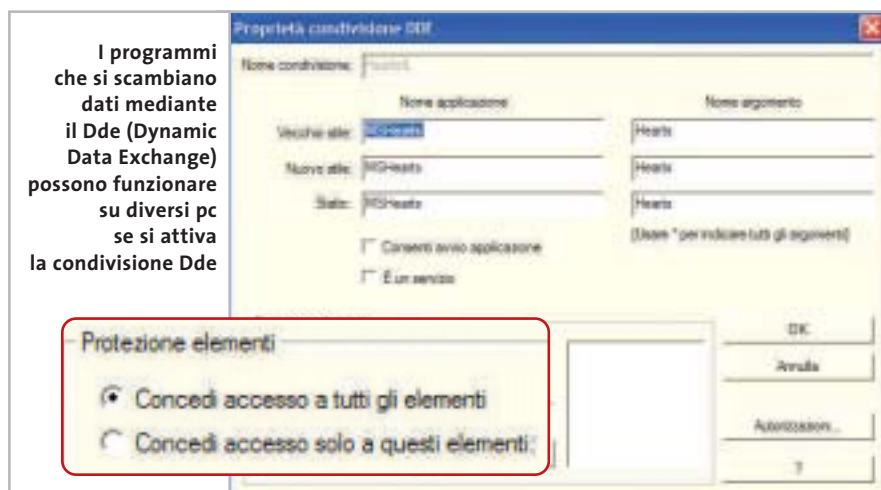 I programmi
che si scambiano
dati mediante
il Dde (Dynamic
Data Exchange)
possono funzionare
su diversi pc
se si attiva
la condivisione Dde
Proprietà condivisione DDE
Nome condivisione: Hearts$
Nome applicazione Nome argomento
Vecchio stile: MSHearts Hearts
Nuovo stile: MSHearts Hearts
Statio: MSHearts Hearts
(Usare * per indicare tutti gli argomenti)
Consenti avvio applicazione
È un servizio
Protezione elementi
Concedi accesso a tutti gli elementi
Concedi accesso solo a questi elementi:
OK
Annulla
Autorizzazioni...
?